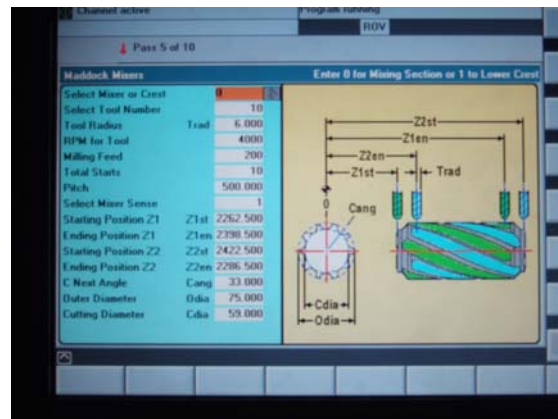 Channel active
Program running
ROV
Pass 5 of 10
Maddock Mixers
Enter 0 for Mixing Section or 1 to Lower Crest
Select Mixer or Crest 0
Select Tool Number 10
Tool Radius Trad 6.000
RPM for Tool 4000
Milling Feed 200
Total Starts 10
Pitch 500.000
Select Mixer Sense 1
Starting Position Z1 Z1st 2262.500
Ending Position Z1 Z1en 2398.500
Starting Position Z2 Z2st 2422.500
Ending Position Z2 Z2en 2286.500
C Next Angle Cang 33.000
Outer Diameter Odia 75.000
Cutting Diameter Cdia 59.000
Z2st
Z1en
Z2en
Z1st
Trad
0
Cang
Cdia
Odia